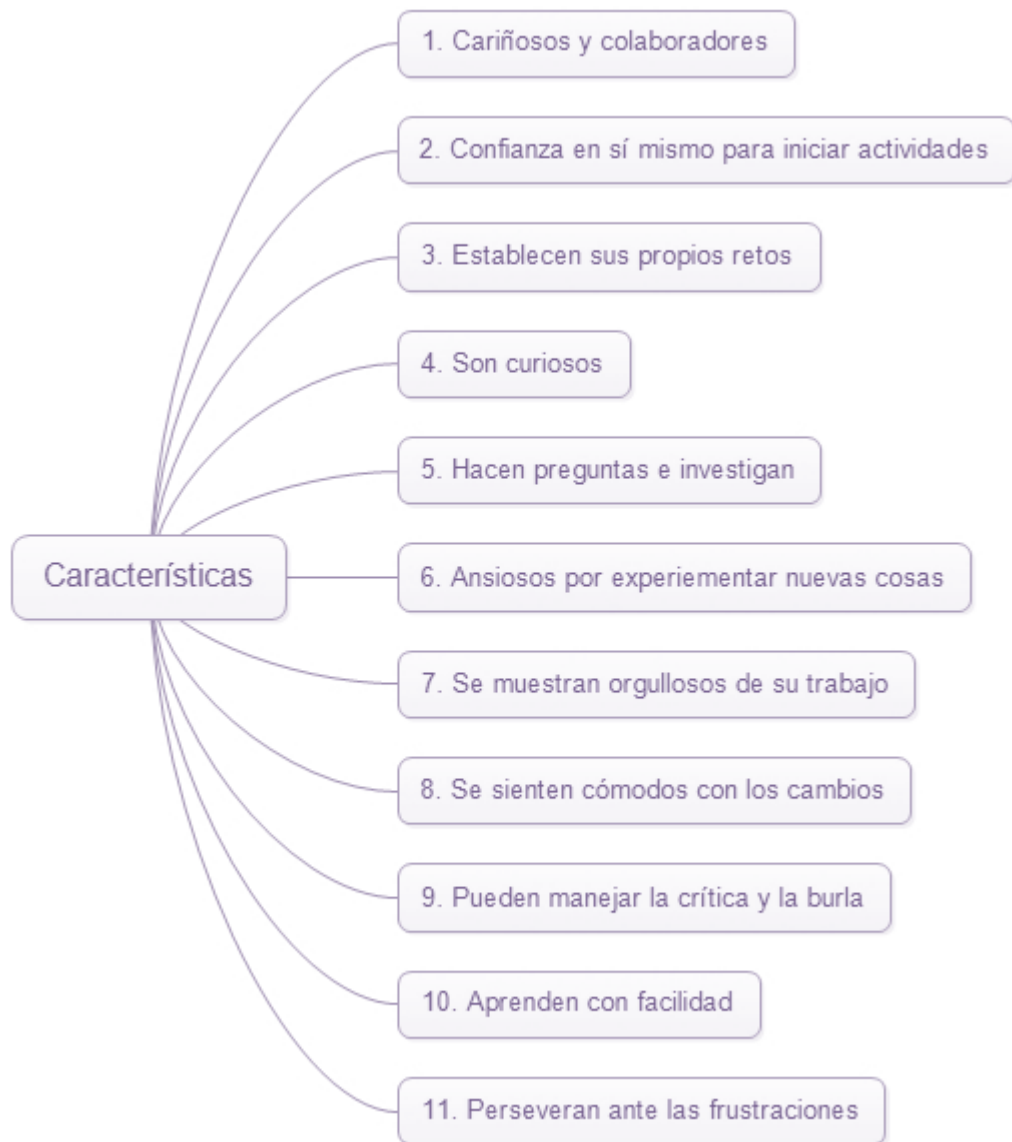 1. Cariñosos y colaboradores
2. Confianza en sí mismo para iniciar actividades
3. Establecen sus propios retos
4. Son curiosos
5. Hacen preguntas e investigan
Características
6. Ansiosos por experiementar nuevas cosas
7. Se muestran orgullosos de su trabajo
8. Se sienten cómodos con los cambios
9. Pueden manejar la crítica y la burla
10. Aprenden con facilidad
11. Perseveran ante las frustraciones